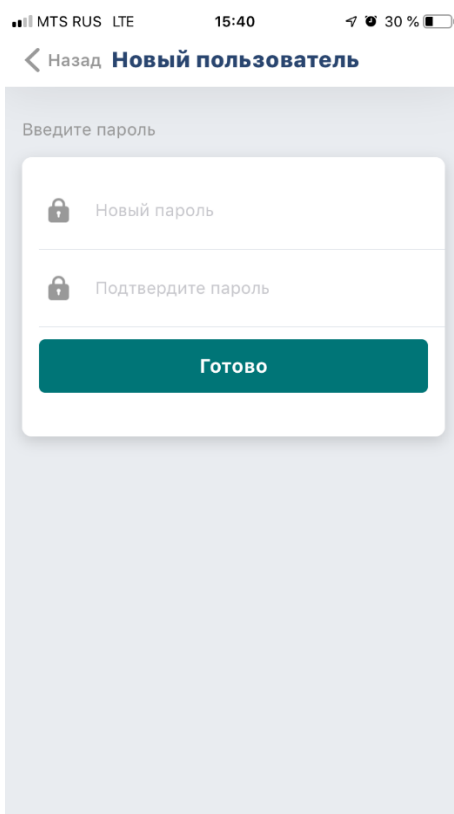 MTS RUS LTE 15:40 30 %
Назад Новый пользователь
Введите пароль
Новый пароль
Подтвердите пароль
Готово